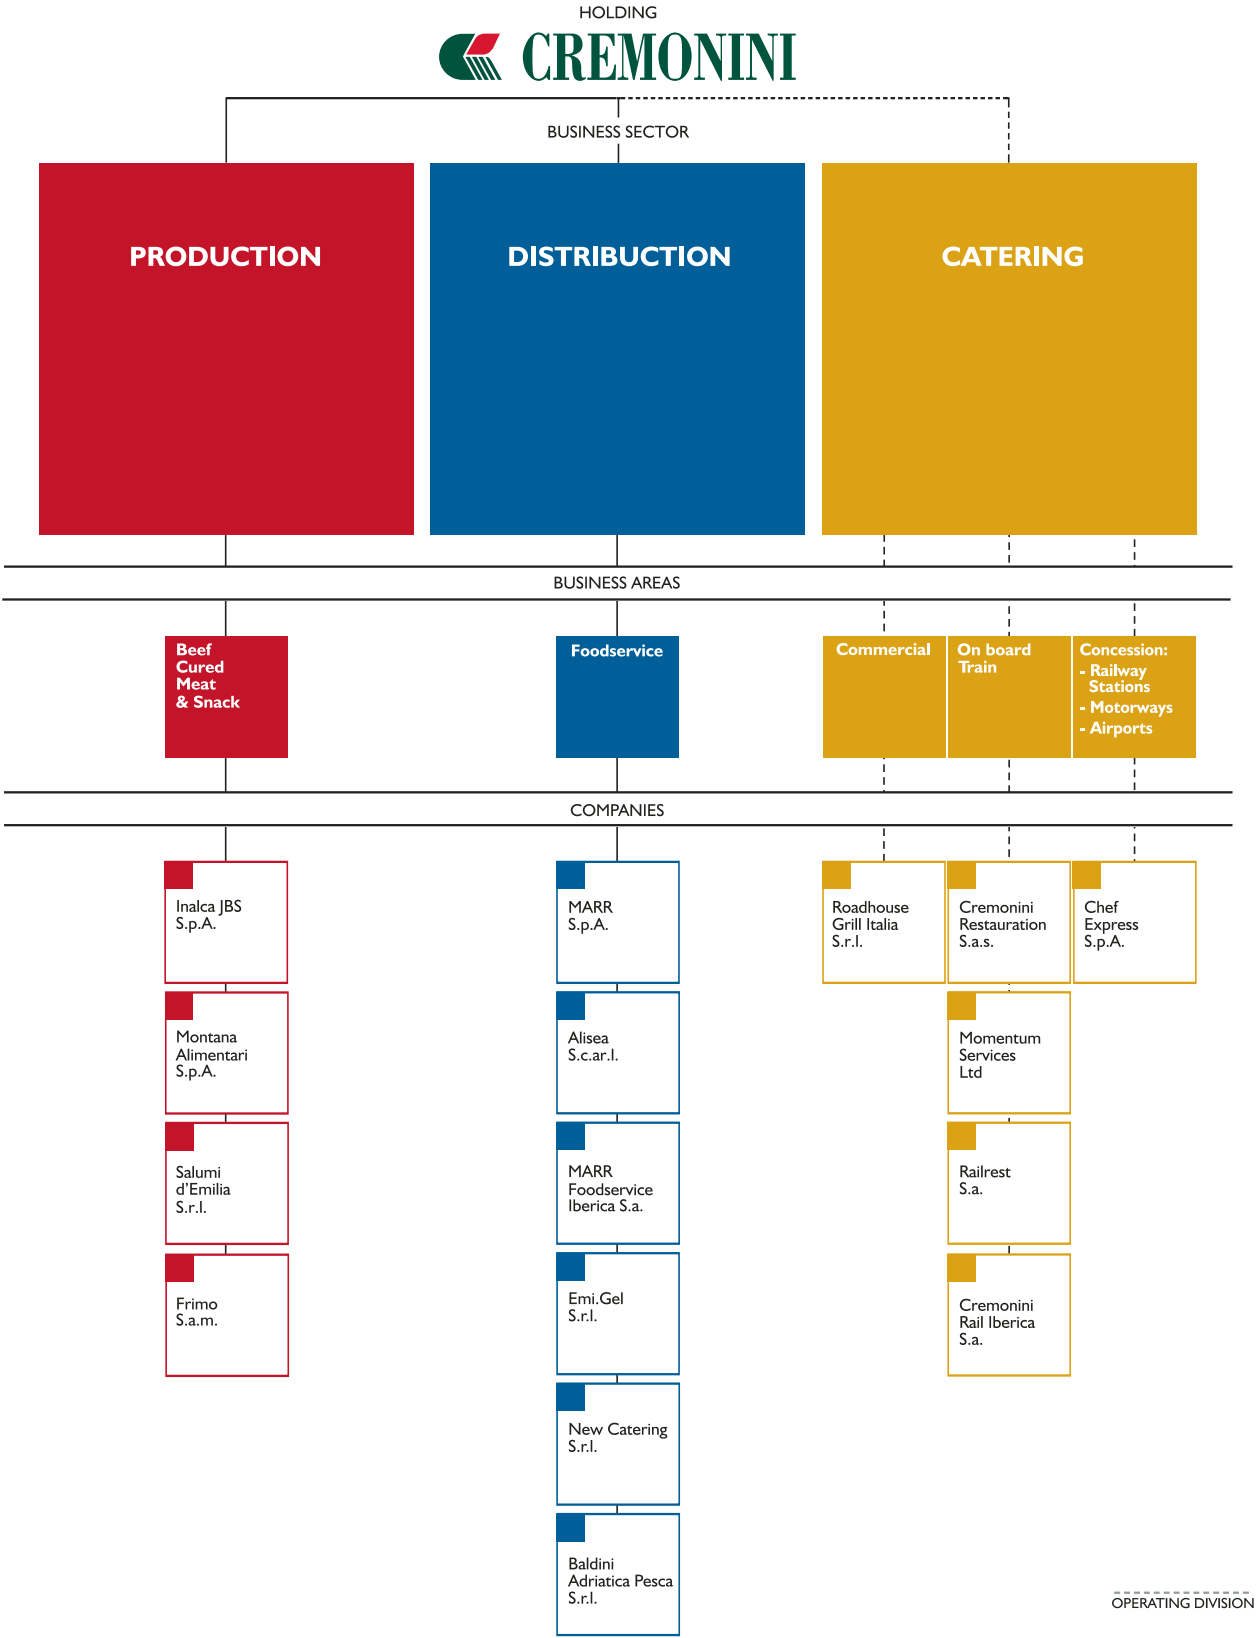 HOLDING
CREMONINI
BUSINESS SECTOR
PRODUCTION
DISTRIBUCTION
CATERING
BUSINESS AREAS
Beef
Cured
Meat
& Snack
Foodservice
Commercial
On board
Train
Concession:
- Railway
Stations
- Motorways
- Airports
COMPANIES
Inalca JBS
S.p.A.
Montana
Alimentari
S.p.A.
Salumi
d’Emilia
S.r.l.
Frimo
S.a.m.
MARR
S.p.A.
Alisea
S.c.ar.l.
MARR
Foodservice
Iberica S.a.
Emi.Gel
S.r.l.
New Catering
S.r.l.
Baldini
Adriatica Pesca
S.r.l.
Roadhouse
Grill Italia
S.r.l.
Cremonini
Restauration
S.a.s.
Momentum
Services
Ltd
Railrest
S.a.
Cremonini
Rail Iberica
S.a.
Chef
Express
S.p.A.
OPERATING DIVISION